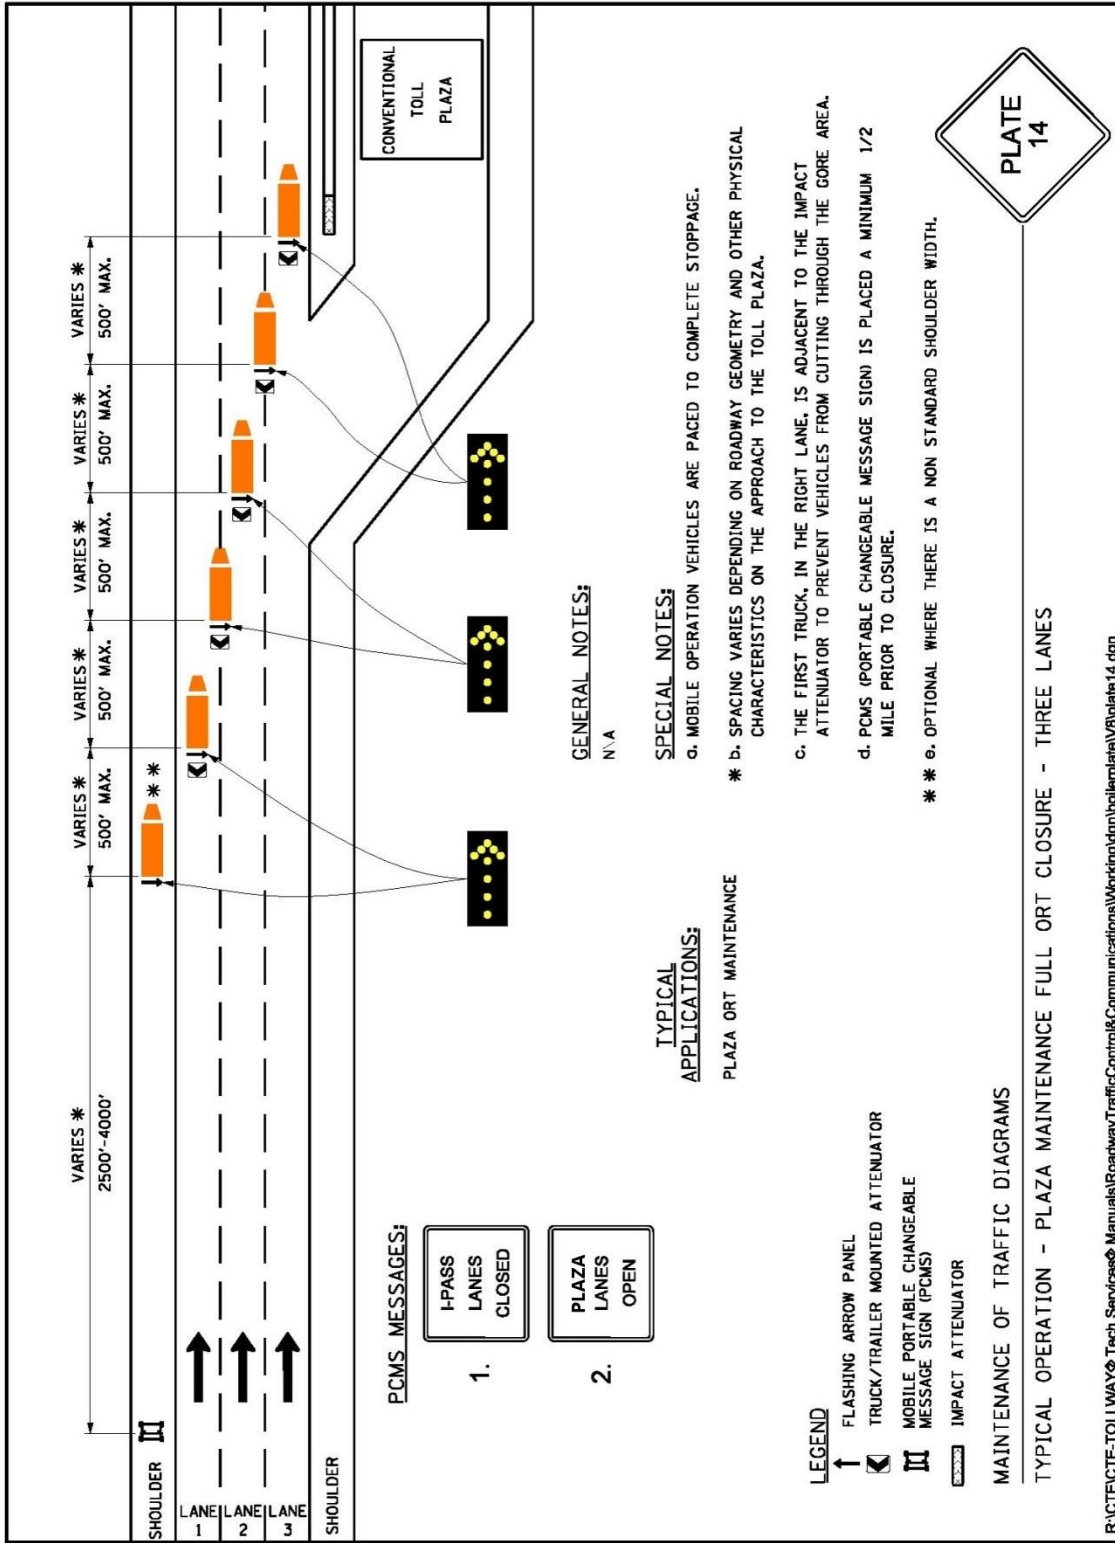 VARIES *
2500'-4000'
VARIES *
500' MAX.
VARIES *
500' MAX.
VARIES *
500' MAX.
VARIES *
500' MAX.
VARIES *
500' MAX.
SHOULDER
LANE
1
LANE
2
LANE
3
SHOULDER
* *
CONVENTIONAL
TOLL
PLAZA
PCMS MESSAGES:
1.
I-PASS
LANES
CLOSED
2.
PLAZA
LANES
OPEN
TYPICAL
APPLICATIONS:
PLAZA ORT MAINTENANCE
GENERAL NOTES:
N\A
SPECIAL NOTES:
a. MOBILE OPERATION VEHICLES ARE PACED TO COMPLETE STOPPAGE.
* b. SPACING VARIES DEPENDING ON ROADWAY GEOMETRY AND OTHER PHYSICAL
CHARACTERISTICS ON THE APPROACH TO THE TOLL PLAZA.
c. THE FIRST TRUCK, IN THE RIGHT LANE, IS ADJACENT TO THE IMPACT
ATTENUATOR TO PREVENT VEHICLES FROM CUTTING THROUGH THE GORE AREA.
d. PCMS (PORTABLE CHANGEABLE MESSAGE SIGN) IS PLACED A MINIMUM 1/2
MILE PRIOR TO CLOSURE.
* * e. OPTIONAL WHERE THERE IS A NON STANDARD SHOULDER WIDTH.
LEGEND
FLASHING ARROW PANEL
TRUCK/TRAILER MOUNTED ATTENUATOR
MOBILE PORTABLE CHANGEABLE
MESSAGE SIGN (PCMS)
IMPACT ATTENUATOR
MAINTENANCE OF TRAFFIC DIAGRAMS
TYPICAL OPERATION - PLAZA MAINTENANCE FULL ORT CLOSURE - THREE LANES
PLATE
14